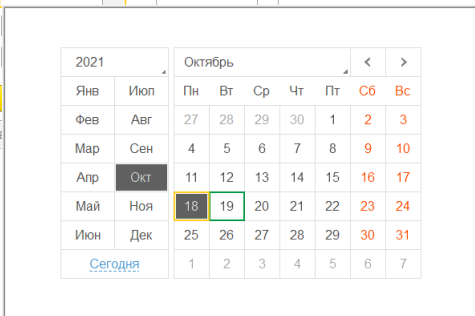 2021 Октябрь < >
Янв Июл Пн Вт Ср Чт Пт Сб Вс
Фев Авг 27 28 29 30 1 2 3
Мар Сен 4 5 6 7 8 9 10
Апр Окт 11 12 13 14 15 16 17
Май Ноя 18 19 20 21 22 23 24
Июн Дек 25 26 27 28 29 30 31
Сегодня 1 2 3 4 5 6 7